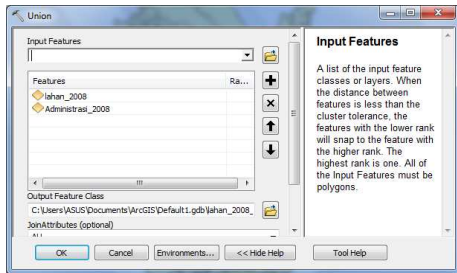 Union
Input Features
Features
Ra...
lahan_2008
Administrasi_2008
Output Feature Class
C:\Users\ASUS\Documents\ArcGIS\Default1.gdb\lahan_2008_
JoinAttributes (optional)
ALL
OK
Cancel
Environments...
<< Hide Help
Tool Help
Input Features
A list of the input feature
classes or layers. When
the distance between
features is less than the
cluster tolerance, the
features with the lower rank
will snap to the feature with
the higher rank. The
highest rank is one. All of
the Input Features must be
polygons.